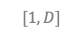 [1, D]